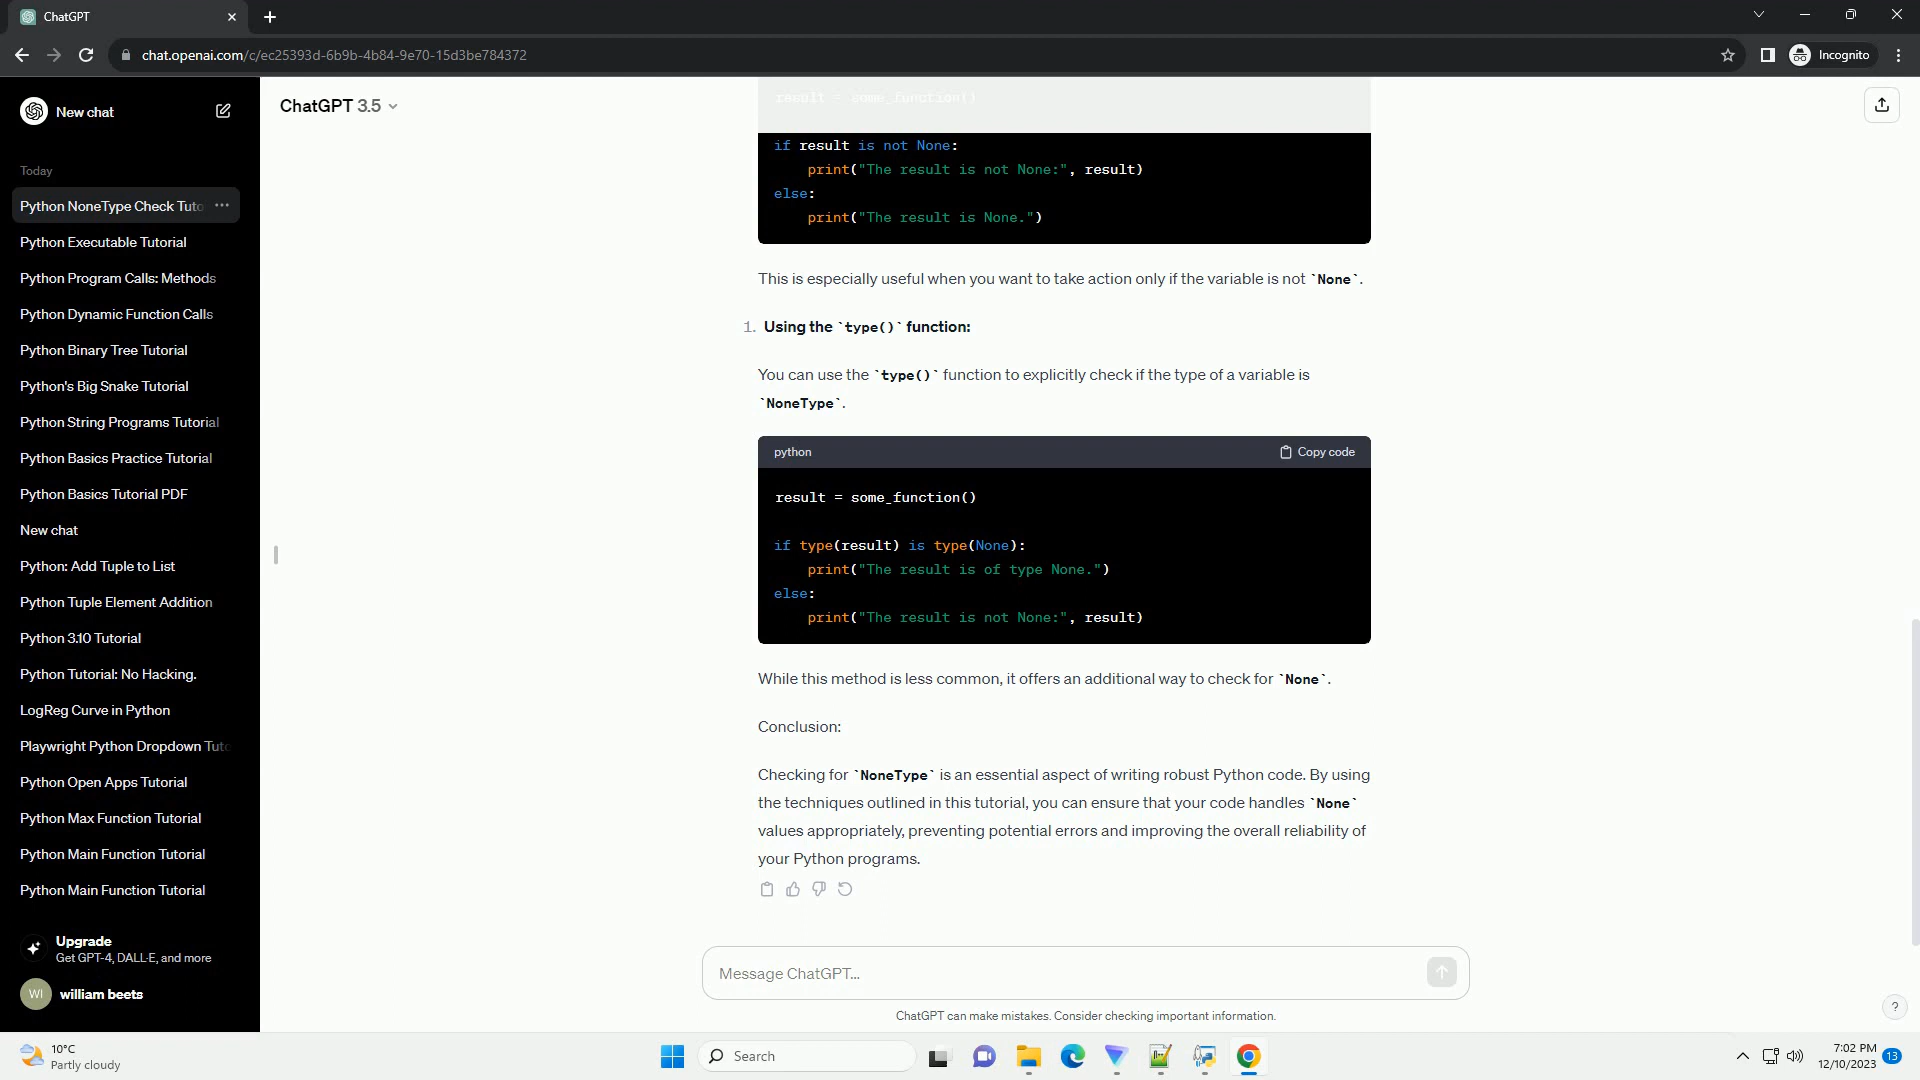 ChatGPT
chat.openai.com/c/ec25393d-6b9b-4b84-9e70-15d3be784372
Incognito
New chat
Today
Python NoneType Check Tuto
Python Executable Tutorial
Python Program Calls: Methods
Python Dynamic Function Calls
Python Binary Tree Tutorial
Python's Big Snake Tutorial
Python String Programs Tutorial
Python Basics Practice Tutorial
Python Basics Tutorial PDF
New chat
Python: Add Tuple to List
Python Tuple Element Addition
Python 3.10 Tutorial
Python Tutorial: No Hacking.
LogReg Curve in Python
Playwright Python Dropdown Tuto
Python Open Apps Tutorial
Python Max Function Tutorial
Python Main Function Tutorial
Python Main Function Tutorial
Upgrade
Get GPT-4, DALL·E, and more
WI
william beets
ChatGPT 3.5
result = some_function()
if result is not None:
    print("The result is not None:", result)
else:
    print("The result is None.")
This is especially useful when you want to take action only if the variable is not `None`.
1. Using the `type()` function:
You can use the `type()` function to explicitly check if the type of a variable is
`NoneType`.
python
Copy code
result = some_function()
if type(result) is type(None):
    print("The result is of type None.")
else:
    print("The result is not None:", result)
While this method is less common, it offers an additional way to check for `None`.
Conclusion:
Checking for `NoneType` is an essential aspect of writing robust Python code. By using
the techniques outlined in this tutorial, you can ensure that your code handles `None`
values appropriately, preventing potential errors and improving the overall reliability of
your Python programs.
Message ChatGPT...
ChatGPT can make mistakes. Consider checking important information.
?
10°C
Partly cloudy
Search
7:02 PM
12/10/2023
13